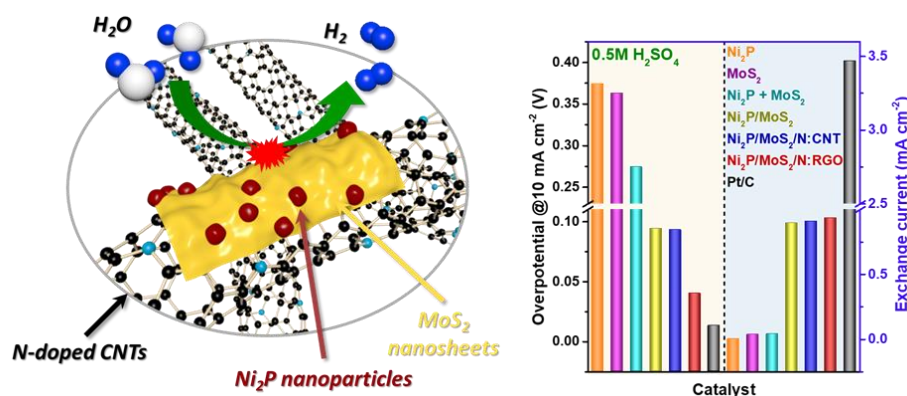 H₂O
H₂
N-doped CNTs
Ni₂P nanoparticles
MoS₂
nanosheets
Overpotential @10 mA cm⁻² (V)
0.40
0.35
0.30
0.25
0.10
0.05
0.00
0.5M H₂SO₄
Ni₂P
MoS₂
Ni₂P + MoS₂
Ni₂P/MoS₂
Ni₂P/MoS₂/N:CNT
Ni₂P/MoS₂/N:RGO
Pt/C
3.5
3.0
2.5
0.5
0.0
Exchange current (mA cm⁻²)
Catalyst